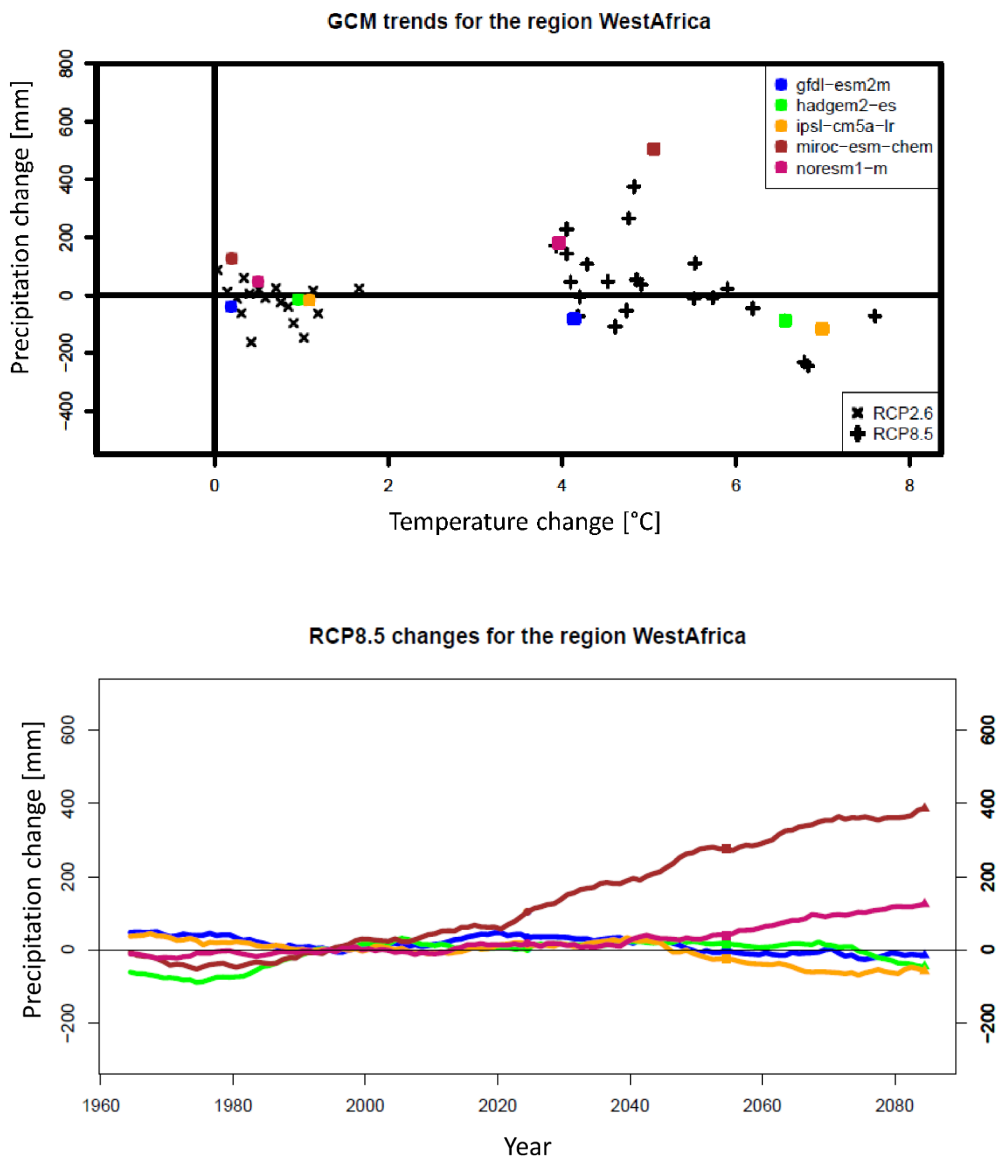 GCM trends for the region WestAfrica
Precipitation change [mm]
800
600
400
200
0
−200
−400
gfdl−esm2m
hadgem2−es
ipsl−cm5a−lr
miroc−esm−chem
noresm1−m
RCP2.6
RCP8.5
0 2 4 6 8
Temperature change [°C]
RCP8.5 changes for the region WestAfrica
Precipitation change [mm]
600 600
400 400
200 200
0 0
−200 −200
1960 1980 2000 2020 2040 2060 2080
Year